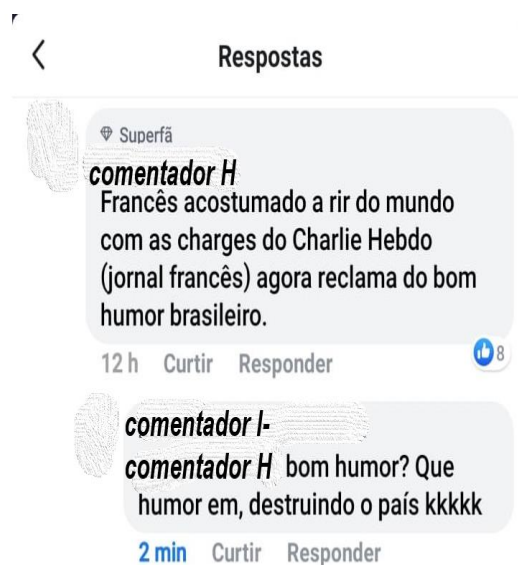 Respostas
Superfã
comentador H
Francês acostumado a rir do mundo
com as charges do Charlie Hebdo
(jornal francês) agora reclama do bom
humor brasileiro.
12 h Curtir Responder 8
comentador I-
comentador H bom humor? Que
humor em, destruindo o país kkkkk
2 min Curtir Responder